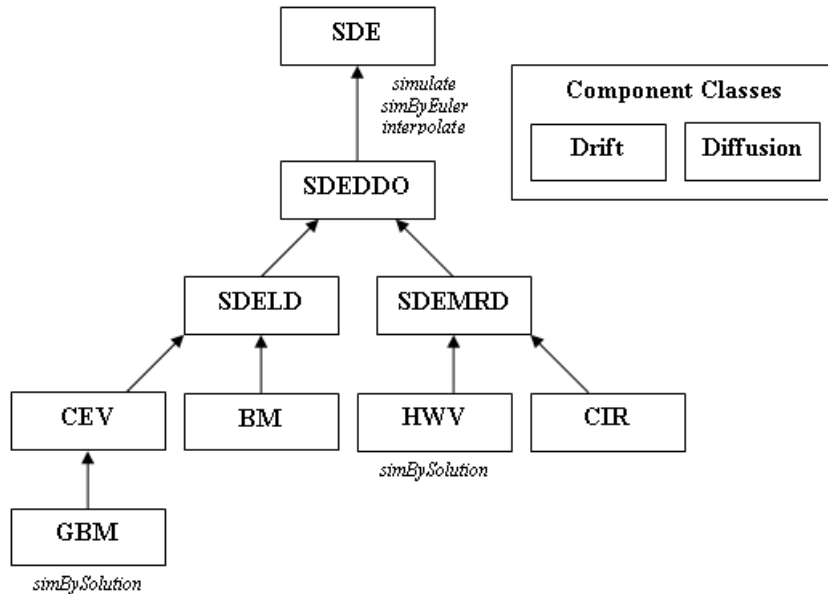 SDE
simulate
simByEuler
interpolate
Component Classes
Drift
Diffusion
SDEDDO
SDELD
SDEMRD
CEV
BM
HWV
CIR
simBySolution
GBM
simBySolution